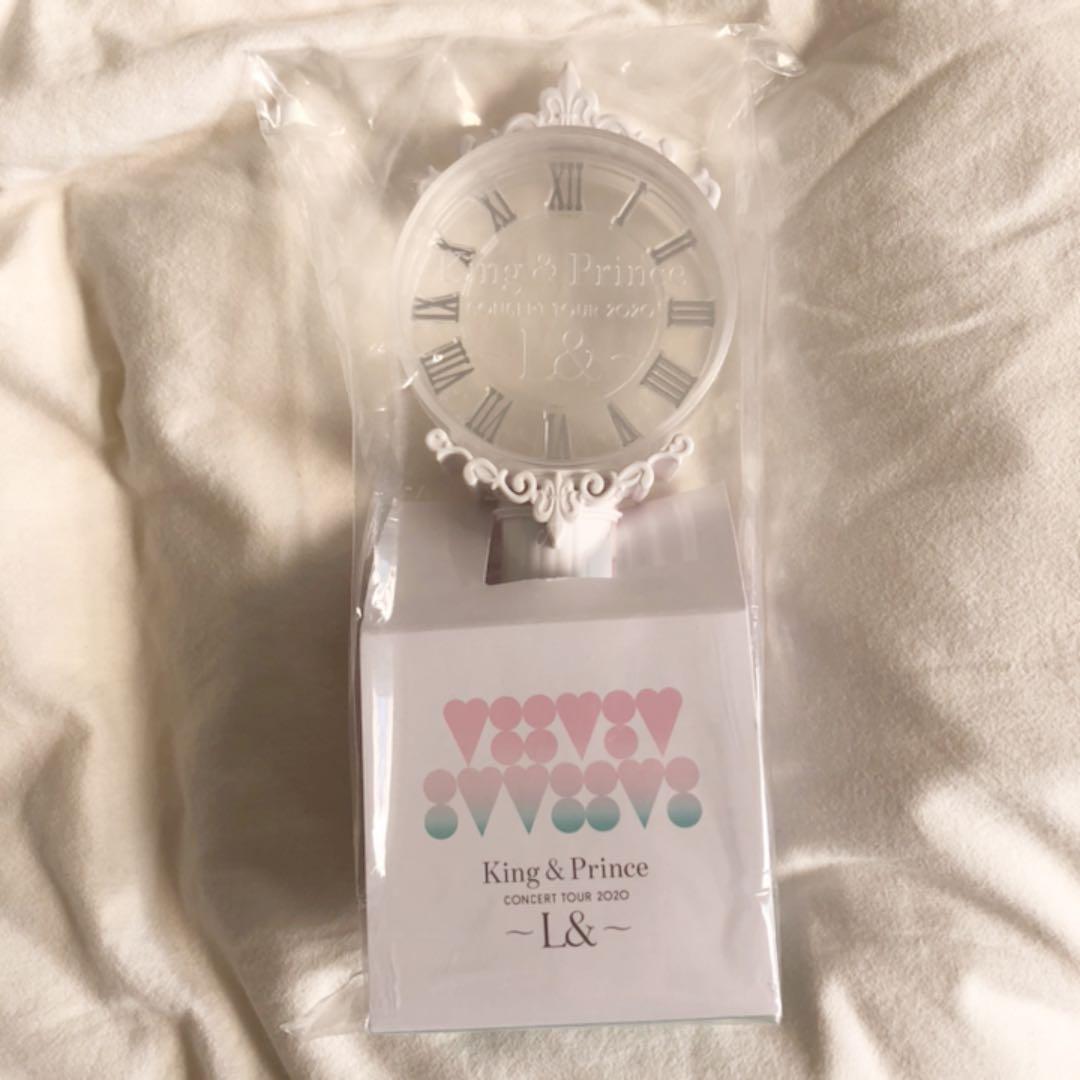 XII
I
II
III
IIII
V
VI
VII
VIII
IX
X
XI
King & Prince
CONCERT TOUR 2020
L& ~
King & Prince
CONCERT TOUR 2020
~ L& ~